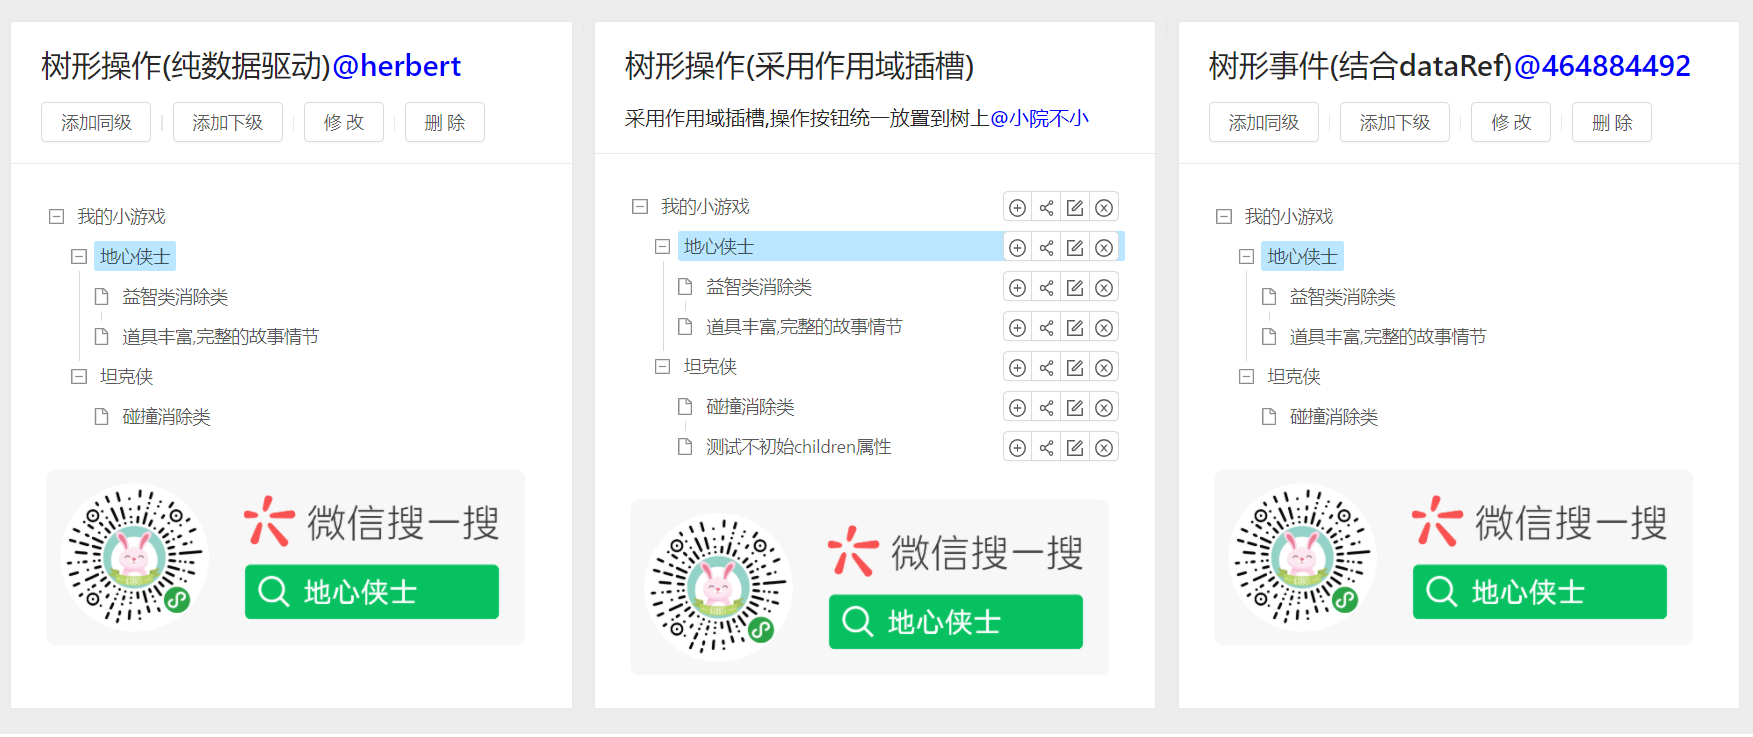 树形操作(纯数据驱动)@herbert
添加同级
添加下级
修 改
删 除
我的小游戏
地心侠士
益智类消除类
道具丰富,完整的故事情节
坦克侠
碰撞消除类
微信搜一搜
地心侠士
树形操作(采用作用域插槽)
采用作用域插槽,操作按钮统一放置到树上@小院不小
我的小游戏
地心侠士
益智类消除类
道具丰富,完整的故事情节
坦克侠
碰撞消除类
测试不初始children属性
微信搜一搜
地心侠士
树形事件(结合dataRef)@464884492
添加同级
添加下级
修 改
删 除
我的小游戏
地心侠士
益智类消除类
道具丰富,完整的故事情节
坦克侠
碰撞消除类
微信搜一搜
地心侠士